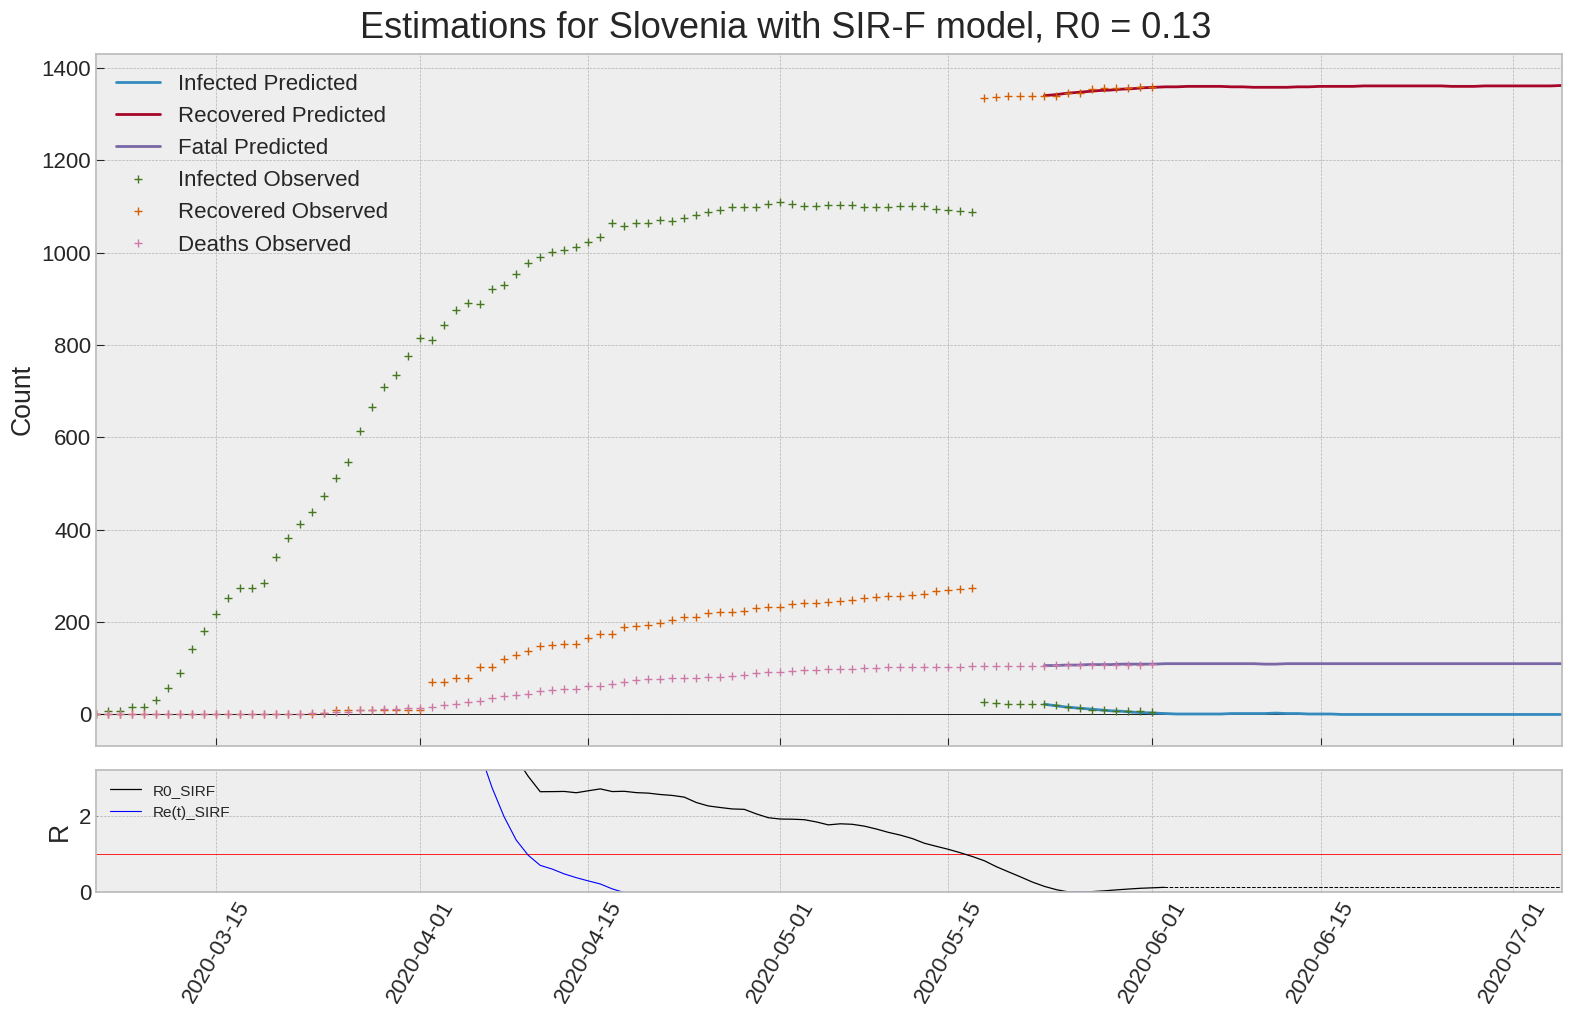 Estimations for Slovenia with SIR-F model, R0 = 0.13
Infected Predicted
Recovered Predicted
Fatal Predicted
Infected Observed
Recovered Observed
Deaths Observed
1400
1200
1000
800
600
400
200
0
Count
R0_SIRF
Re(t)_SIRF
2
0
R
2020-03-15
2020-04-01
2020-04-15
2020-05-01
2020-05-15
2020-06-01
2020-06-15
2020-07-01